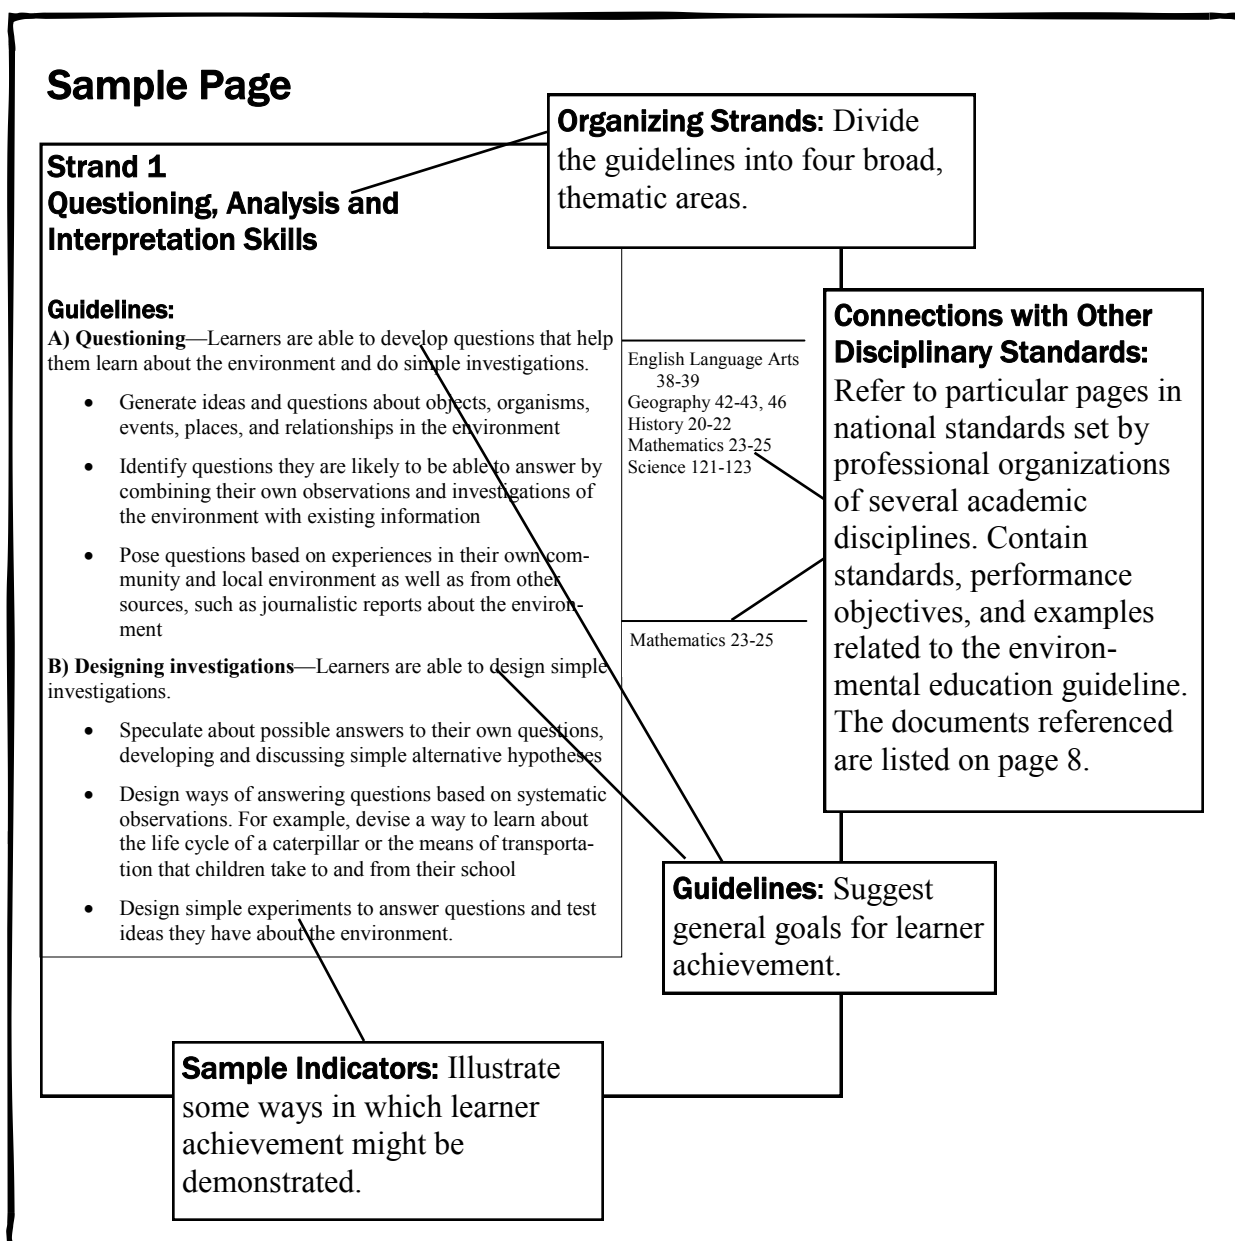 Sample Page
Organizing Strands: Divide
the guidelines into four broad,
thematic areas.
Strand 1
Questioning, Analysis and
Interpretation Skills
Guidelines:
A) Questioning—Learners are able to develop questions that help
them learn about the environment and do simple investigations.
• Generate ideas and questions about objects, organisms,
events, places, and relationships in the environment
• Identify questions they are likely to be able to answer by
combining their own observations and investigations of
the environment with existing information
• Pose questions based on experiences in their own com-
munity and local environment as well as from other
sources, such as journalistic reports about the environ-
ment
B) Designing investigations—Learners are able to design simple
investigations.
• Speculate about possible answers to their own questions,
developing and discussing simple alternative hypotheses
• Design ways of answering questions based on systematic
observations. For example, devise a way to learn about
the life cycle of a caterpillar or the means of transporta-
tion that children take to and from their school
• Design simple experiments to answer questions and test
ideas they have about the environment.
English Language Arts
38-39
Geography 42-43, 46
History 20-22
Mathematics 23-25
Science 121-123
Mathematics 23-25
Connections with Other
Disciplinary Standards:
Refer to particular pages in
national standards set by
professional organizations
of several academic
disciplines. Contain
standards, performance
objectives, and examples
related to the environ-
mental education guideline.
The documents referenced
are listed on page 8.
Guidelines: Suggest
general goals for learner
achievement.
Sample Indicators: Illustrate
some ways in which learner
achievement might be
demonstrated.